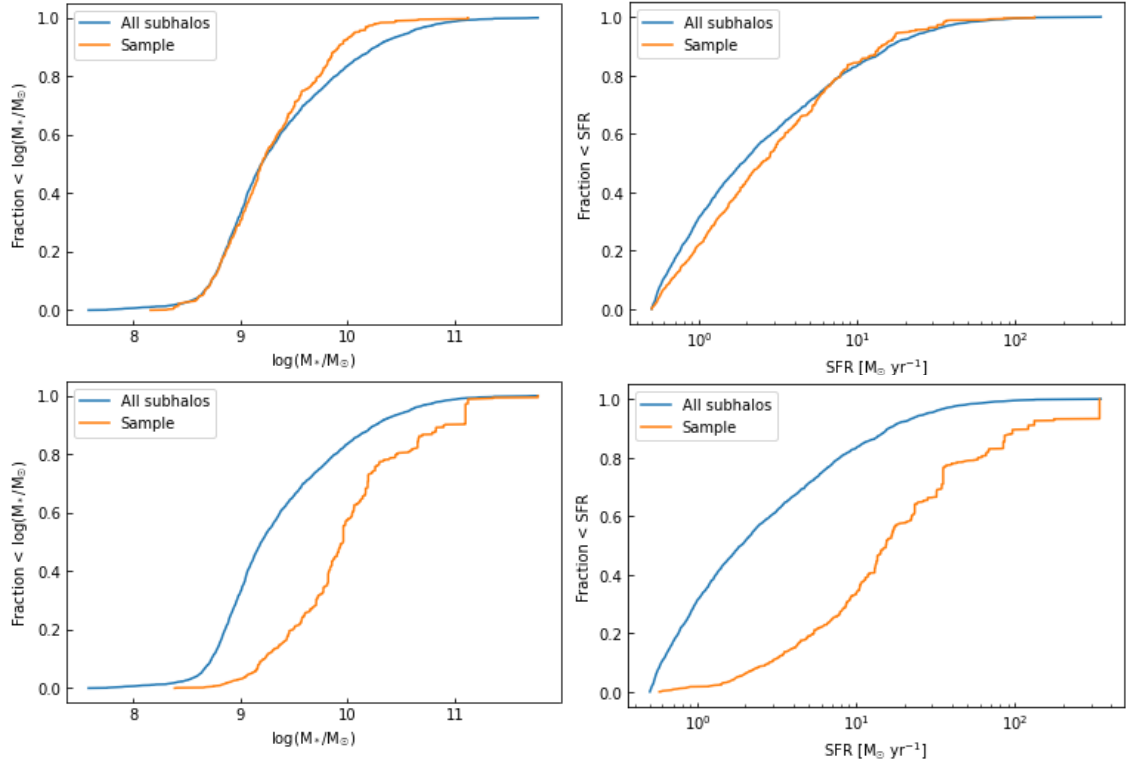 All subhalos
Sample
Fraction < log(M*/M☉)
1.0
0.8
0.6
0.4
0.2
0.0
8 9 10 11
log(M*/M☉)
All subhalos
Sample
Fraction < SFR
1.0
0.8
0.6
0.4
0.2
0.0
10⁰ 10¹ 10²
SFR [M☉ yr⁻¹]
All subhalos
Sample
Fraction < log(M*/M☉)
1.0
0.8
0.6
0.4
0.2
0.0
8 9 10 11
log(M*/M☉)
All subhalos
Sample
Fraction < SFR
1.0
0.8
0.6
0.4
0.2
0.0
10⁰ 10¹ 10²
SFR [M☉ yr⁻¹]